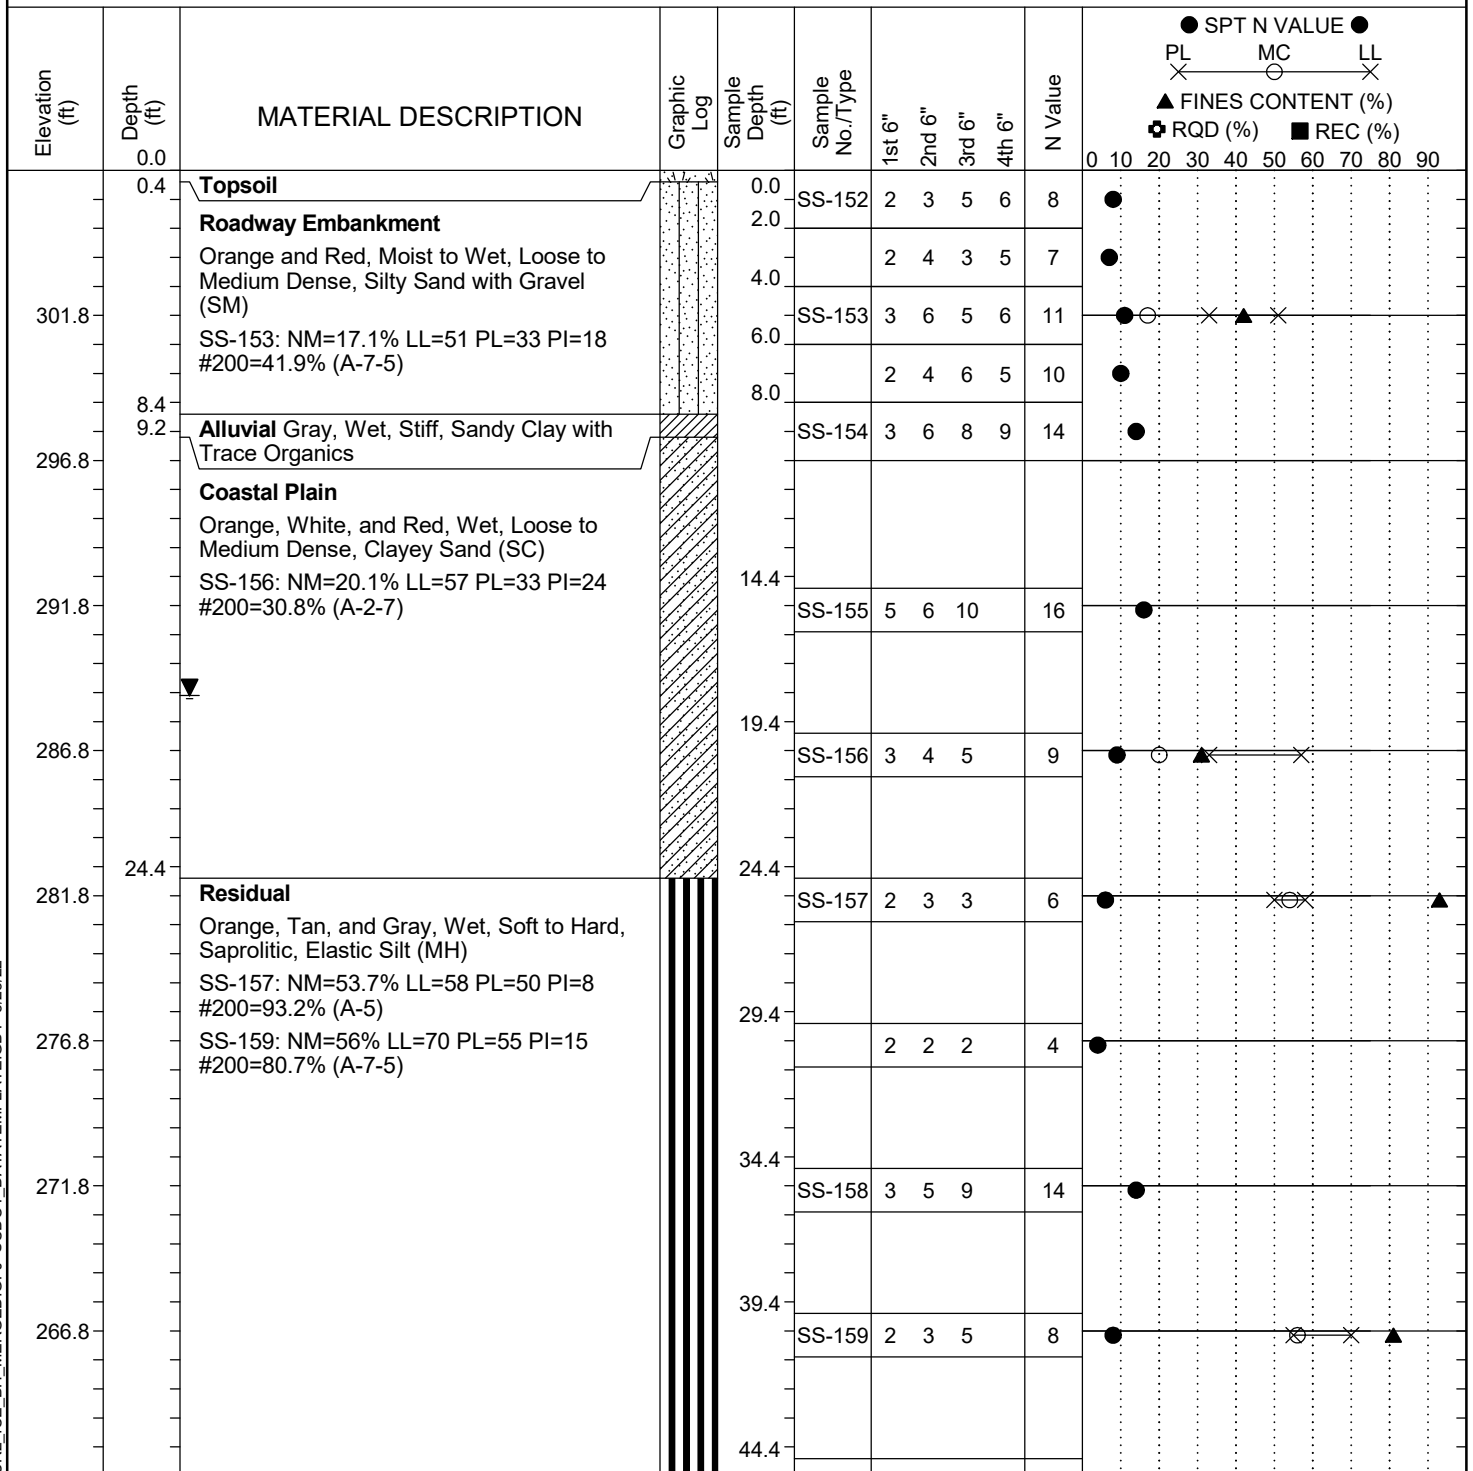 ● SPT N VALUE ●
PL MC LL
▲ FINES CONTENT (%)
RQD (%) ■ REC (%)
0 10 20 30 40 50 60 70 80 90
Elevation (ft)
Depth (ft)
MATERIAL DESCRIPTION
Graphic Log
Sample Depth (ft)
Sample No./Type
1st 6"
2nd 6"
3rd 6"
4th 6"
N Value
0.0
0.4 Topsoil 0.0
SS-152 2 3 5 6 8
2.0
Roadway Embankment
Orange and Red, Moist to Wet, Loose to
2 4 3 5 7
Medium Dense, Silty Sand with Gravel 4.0
(SM)
301.8 SS-153 3 6 5 6 11
SS-153: NM=17.1% LL=51 PL=33 PI=18 6.0
#200=41.9% (A-7-5)
2 4 6 5 10
8.0
8.4
9.2 Alluvial Gray, Wet, Stiff, Sandy Clay with SS-154 3 6 8 9 14
Trace Organics
296.8
Coastal Plain
Orange, White, and Red, Wet, Loose to
Medium Dense, Clayey Sand (SC)
SS-156: NM=20.1% LL=57 PL=33 PI=24 14.4
291.8 #200=30.8% (A-2-7) SS-155 5 6 10 16
19.4
286.8 SS-156 3 4 5 9
24.4 24.4
281.8 Residual SS-157 2 3 3 6
Orange, Tan, and Gray, Wet, Soft to Hard,
Saprolitic, Elastic Silt (MH)
SS-157: NM=53.7% LL=58 PL=50 PI=8
#200=93.2% (A-5) 29.4
276.8 SS-159: NM=56% LL=70 PL=55 PI=15 2 2 2 4
#200=80.7% (A-7-5)
34.4
271.8 SS-158 3 5 9 14
39.4
266.8 SS-159 2 3 5 8
44.4